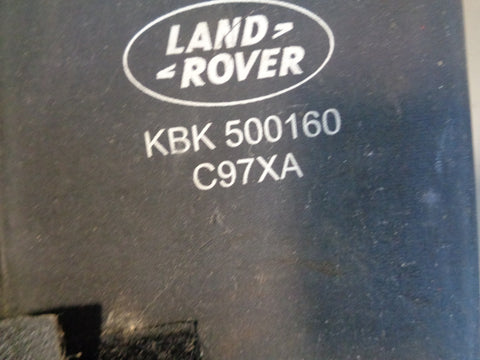 LAND>
<ROVER
KBK 500160
C97XA